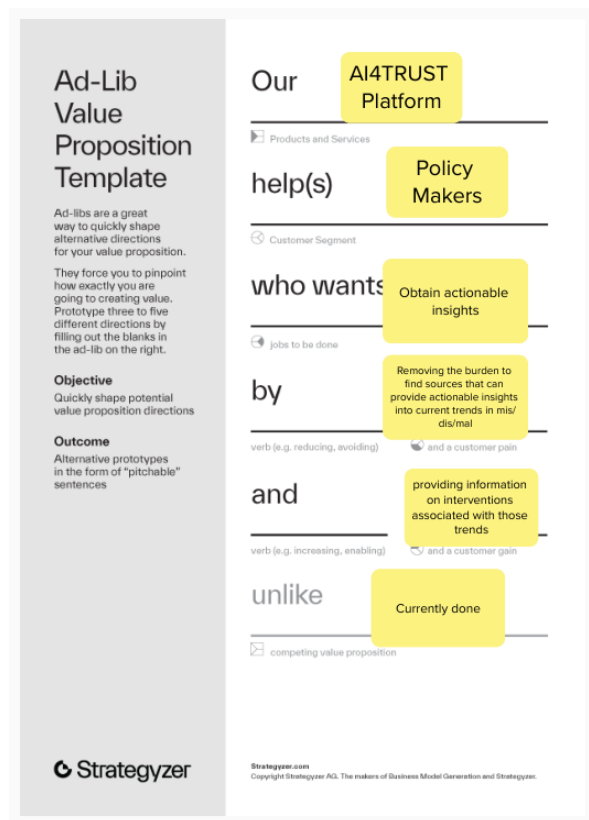 Ad-Lib
Value
Proposition
Template
Ad-libs are a great
way to quickly shape
alternative directions
for your value proposition.
They force you to pinpoint
how exactly you are
going to creating value.
Prototype three to five
different directions by
filling out the blanks in
the ad-lib on the right.
Objective
Quickly shape potential
value proposition directions
Outcome
Alternative prototypes
in the form of “pitchable”
sentences
Strategyzer
Our
AI4TRUST
Platform
Products and Services
help(s)
Policy
Makers
Customer Segment
who wants
Obtain actionable
insights
jobs to be done
by
Removing the burden to
find sources that can
provide actionable insights
into current trends in mis/
dis/mal
verb (e.g. reducing, avoiding)
and a customer pain
and
providing information
on interventions
associated with those
trends
verb (e.g. increasing, enabling)
and a customer gain
unlike
Currently done
competing value proposition
Strategyzer.com
Copyright Strategyzer AG. The makers of Business Model Generation and Strategyzer.